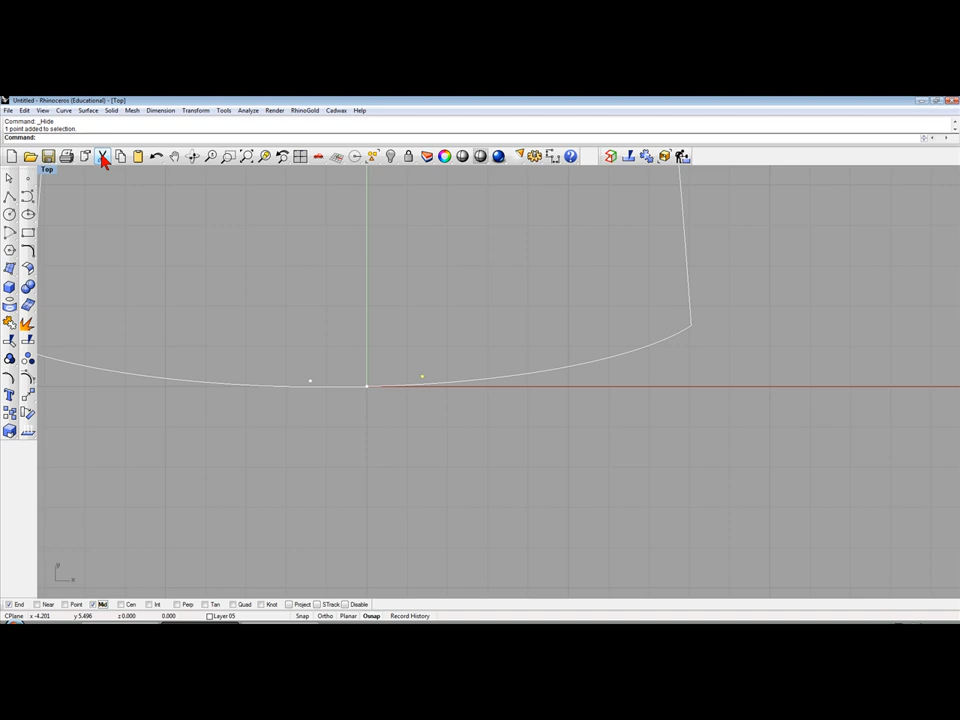 Untitled - Rhinoceros (Educational) - [Top]
File Edit View Curve Surface Solid Mesh Dimension Transform Tools Analyze Render RhinoGold Cadwax Help
Command: _Hide
1 point added to selection.
Command:
Top
y
x
End Near Point Mid Cen Int Perp Tan Quad Knot Project STrack Disable
CPlane x -4.201 y 5.496 ±0.000 0.000 Layer 05 Snap Ortho Planar Osnap Record History